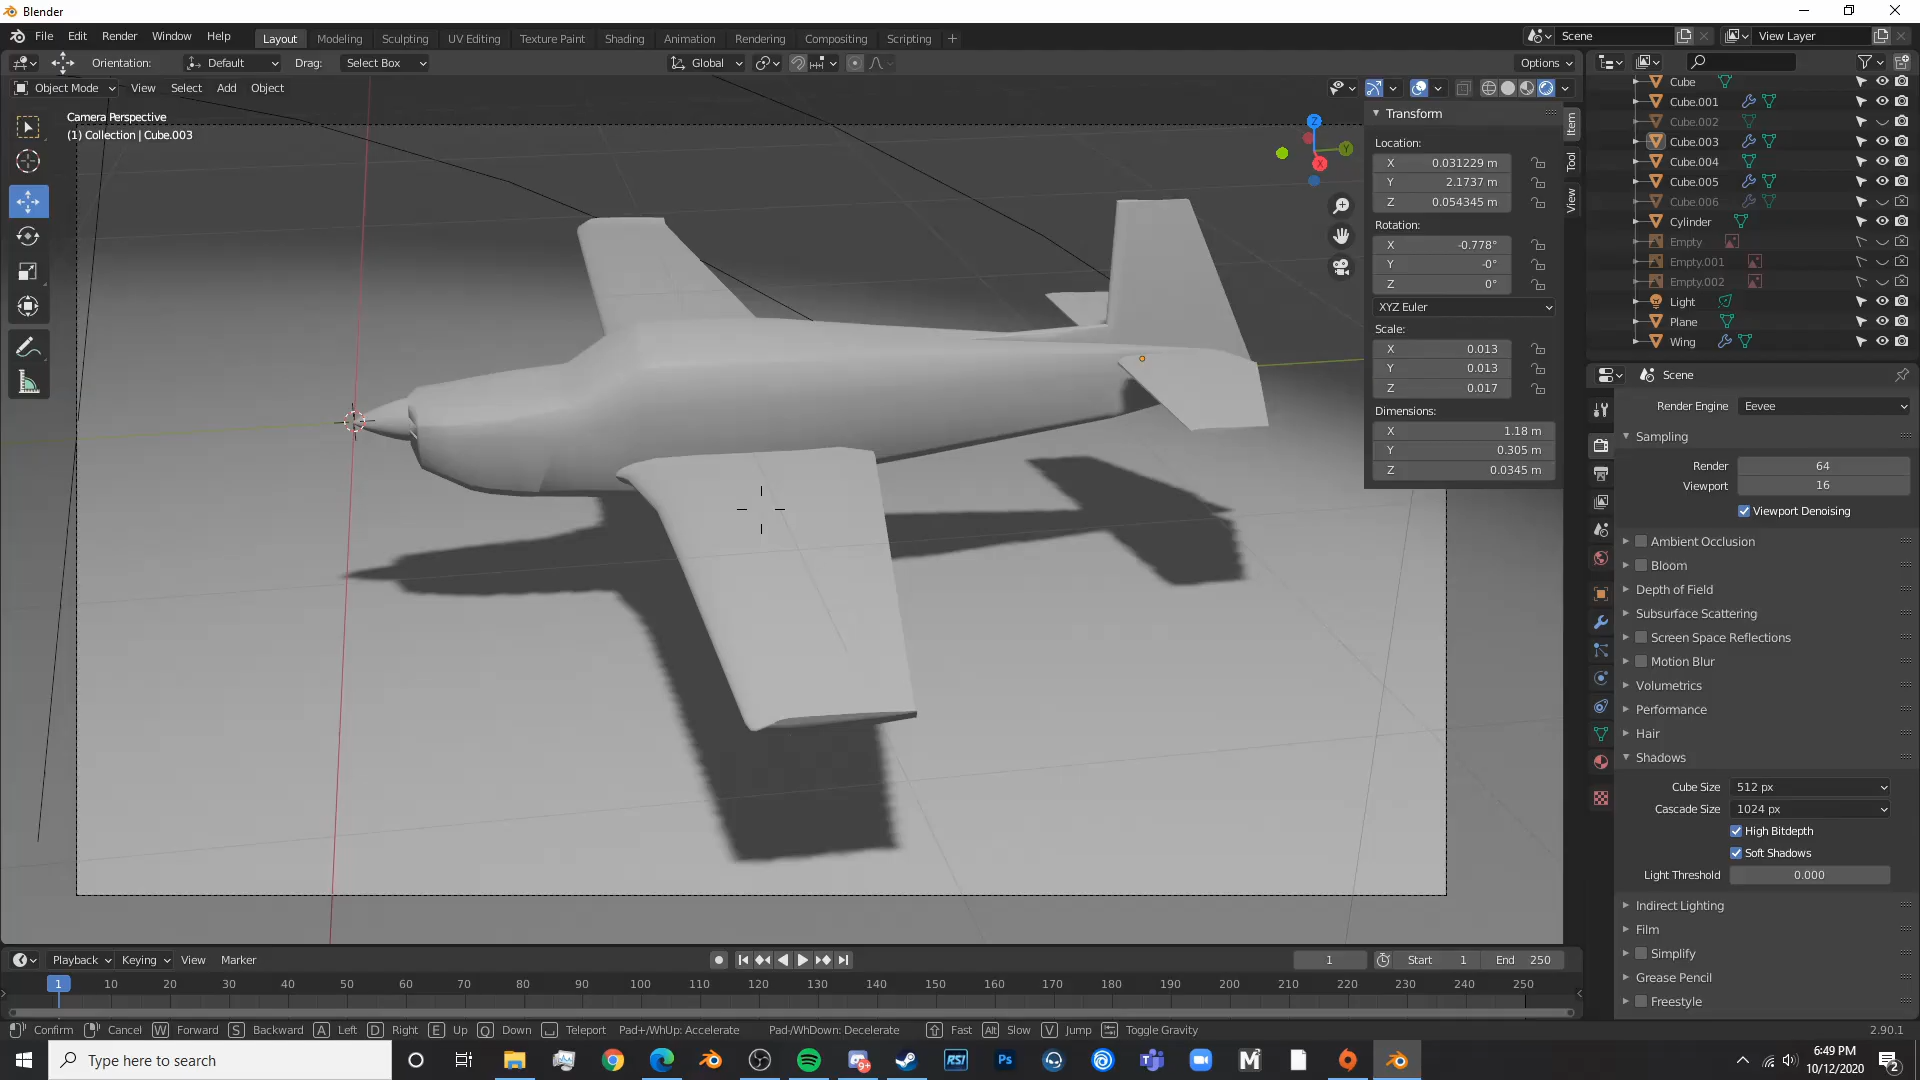 Blender
File Edit Render Window Help
Layout Modeling Sculpting UV Editing Texture Paint Shading Animation Rendering Compositing Scripting +
Scene
View Layer
Orientation: Default Drag: Select Box Global Options
Object Mode View Select Add Object
Camera Perspective
(1) Collection | Cube.003
Z
Y
X
Transform
Location:
X 0.031229 m
Y 2.1737 m
Z 0.054345 m
Rotation:
X -0.778°
Y -0°
Z 0°
XYZ Euler
Scale:
X 0.013
Y 0.013
Z 0.017
Dimensions:
X 1.18 m
Y 0.305 m
Z 0.0345 m
Item
Tool
View
Cube
Cube.001
Cube.002
Cube.003
Cube.004
Cube.005
Cube.006
Cylinder
Empty
Empty.001
Empty.002
Light
Plane
Wing
Scene
Render Engine Eevee
Sampling
Render 64
Viewport 16
Viewport Denoising
Ambient Occlusion
Bloom
Depth of Field
Subsurface Scattering
Screen Space Reflections
Motion Blur
Volumetrics
Performance
Hair
Shadows
Cube Size 512 px
Cascade Size 1024 px
High Bitdepth
Soft Shadows
Light Threshold 0.000
Indirect Lighting
Film
Simplify
Grease Pencil
Freestyle
Playback Keying View Marker
1 Start 1 End 250
1 10 20 30 40 50 60 70 80 90 100 110 120 130 140 150 160 170 180 190 200 210 220 230 240 250
Confirm Cancel W Forward S Backward A Left D Right E Up Q Down Teleport Pad+/WhUp: Accelerate Pad-/WhDown: Decelerate Fast Alt Slow V Jump Toggle Gravity
2.90.1
Type here to search
RSI
Ps
M
9+
6:49 PM
10/12/2020
2